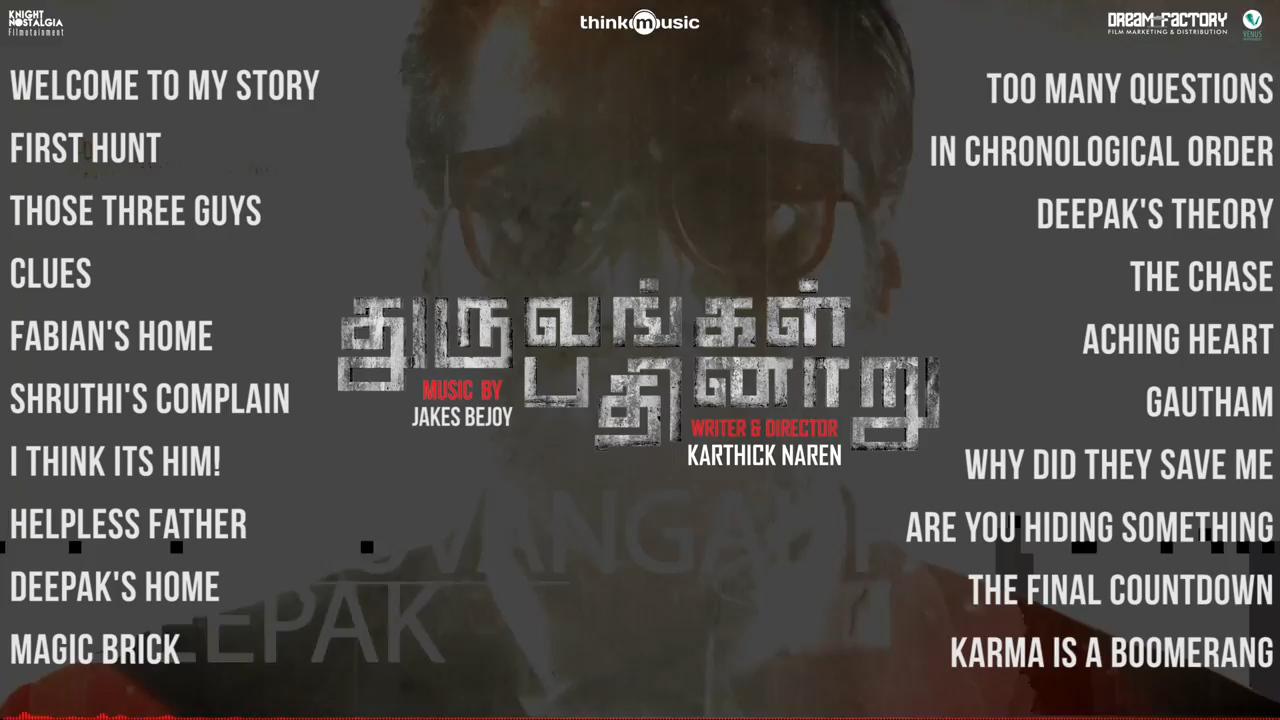 KNIGHT
NOSTALGIA
Filmotainment
thinkmusic
DREAM FACTORY
FILM MARKETING & DISTRIBUTION
VENUS
WELCOME TO MY STORY
FIRST HUNT
THOSE THREE GUYS
CLUES
FABIAN'S HOME
SHRUTHI'S COMPLAIN
I THINK ITS HIM!
HELPLESS FATHER
DEEPAK'S HOME
MAGIC BRICK
துருவங்கள்
பதினாறு
MUSIC BY
JAKES BEJOY
WRITER & DIRECTOR
KARTHICK NAREN
TOO MANY QUESTIONS
IN CHRONOLOGICAL ORDER
DEEPAK'S THEORY
THE CHASE
ACHING HEART
GAUTHAM
WHY DID THEY SAVE ME
ARE YOU HIDING SOMETHING
THE FINAL COUNTDOWN
KARMA IS A BOOMERANG